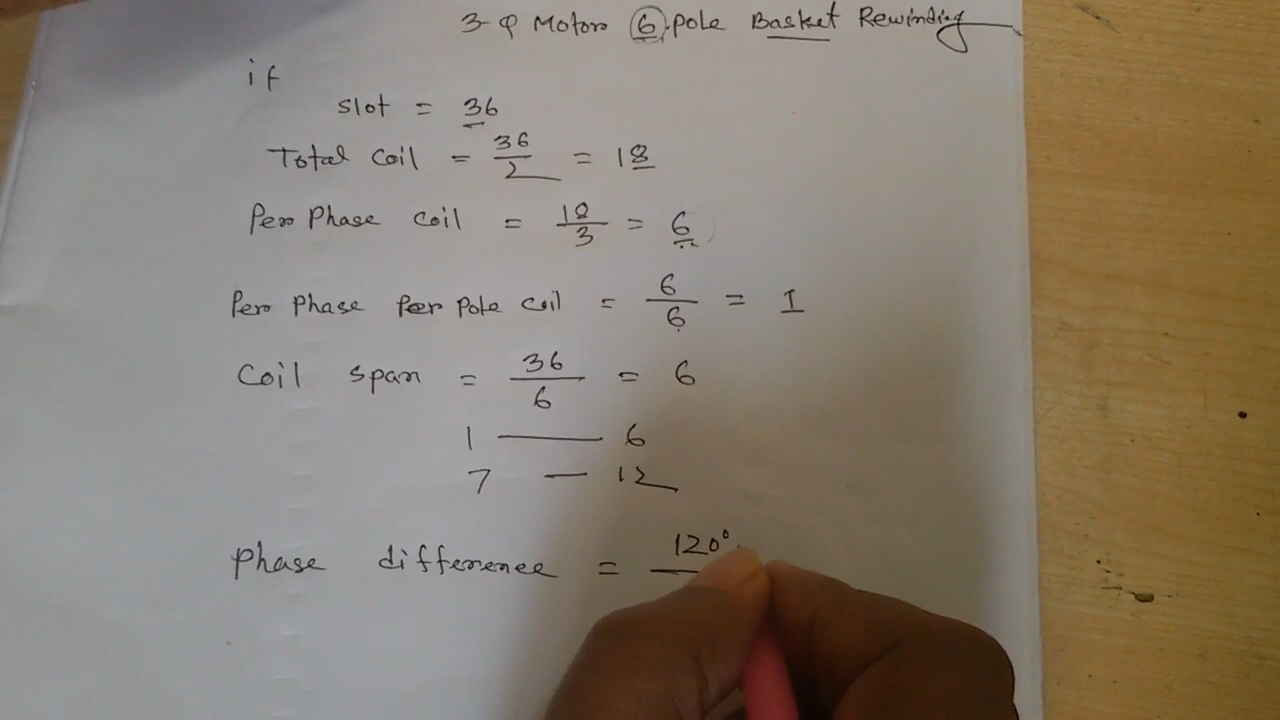 3-φ Motor 6 pole Basket Rewinding
if
slot = 36
Total coil = 36/2 = 18
Per Phase coil = 18/3 = 6
Per Phase Per Pole coil = 6/6 = 1
Coil span = 36/6 = 6
1 — 6
7 — 12
Phase difference = 120°